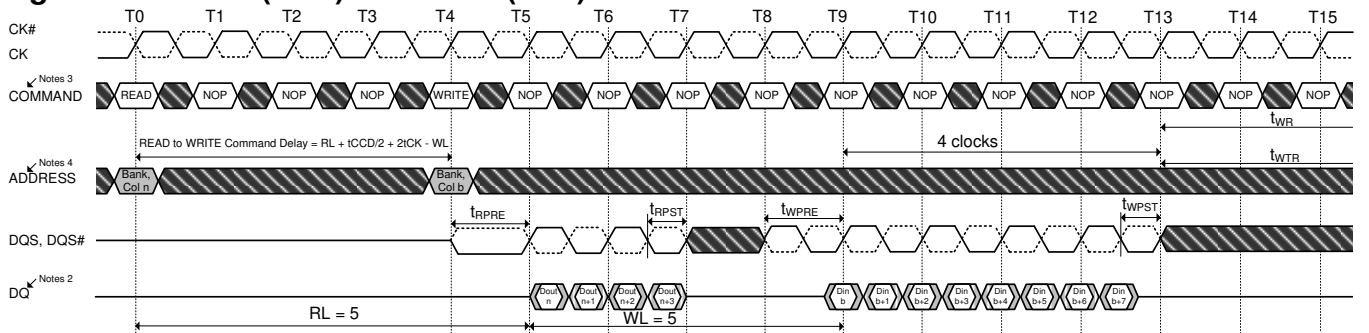 T0 T1 T2 T3 T4 T5 T6 T7 T8 T9 T10 T11 T12 T13 T14 T15
CK#
CK
Notes 3
COMMAND READ NOP NOP NOP WRITE NOP NOP NOP NOP NOP NOP NOP NOP NOP NOP NOP
tWR
READ to WRITE Command Delay = RL + tCCD/2 + 2tCK - WL
4 clocks
Notes 4
tWTR
ADDRESS Bank, Col n Bank, Col b
tRPRE tRPST tWPRE tWPST
DQS, DQS#
Notes 2
DQ Dout n Dout n+1 Dout n+2 Dout n+3 Din b Din b+1 Din b+2 Din b+3 Din b+4 Din b+5 Din b+6 Din b+7
RL = 5 WL = 5